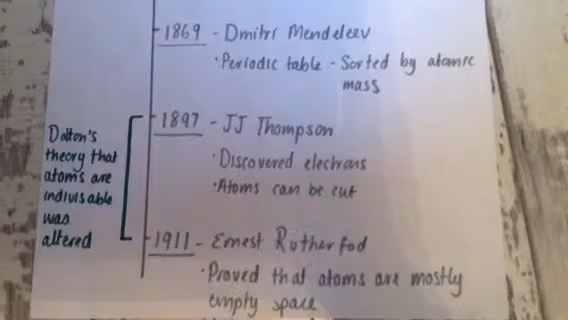 1869 - Dmitri Mendeleev
·Periodic table - Sorted by atomic
mass
1897 - JJ Thompson
·Discovered electrons
·Atoms can be cut
Dalton's
theory that
atoms are
indivisable
was
altered
1911 - Ernest Rutherfod
·Proved that atoms are mostly
empty space